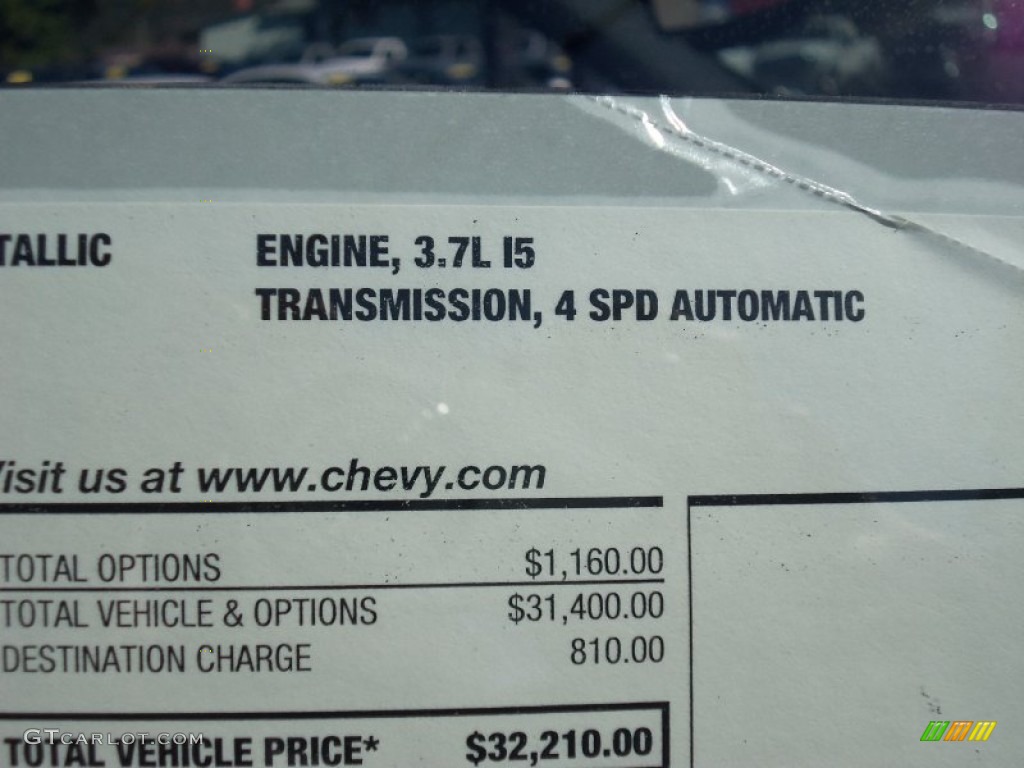 TALLIC ENGINE, 3.7L I5
TRANSMISSION, 4 SPD AUTOMATIC
isit us at www.chevy.com
TOTAL OPTIONS $1,160.00
TOTAL VEHICLE & OPTIONS $31,400.00
DESTINATION CHARGE 810.00
TOTAL VEHICLE PRICE* $32,210.00
GTCARLOT.COM